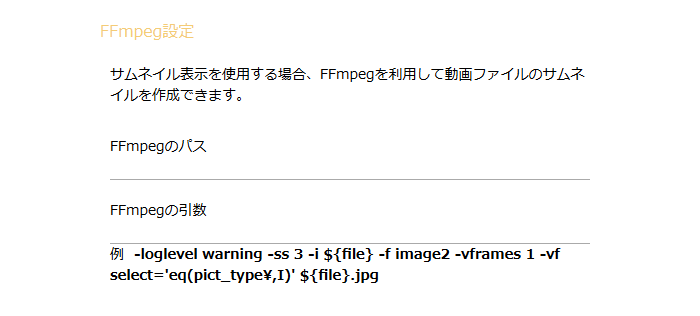 FFmpeg設定
サムネイル表示を使用する場合、FFmpegを利用して動画ファイルのサムネ
イルを作成できます。
FFmpegのパス
FFmpegの引数
例 -loglevel warning -ss 3 -i ${file} -f image2 -vframes 1 -vf
select='eq(pict_type¥,I)' ${file}.jpg